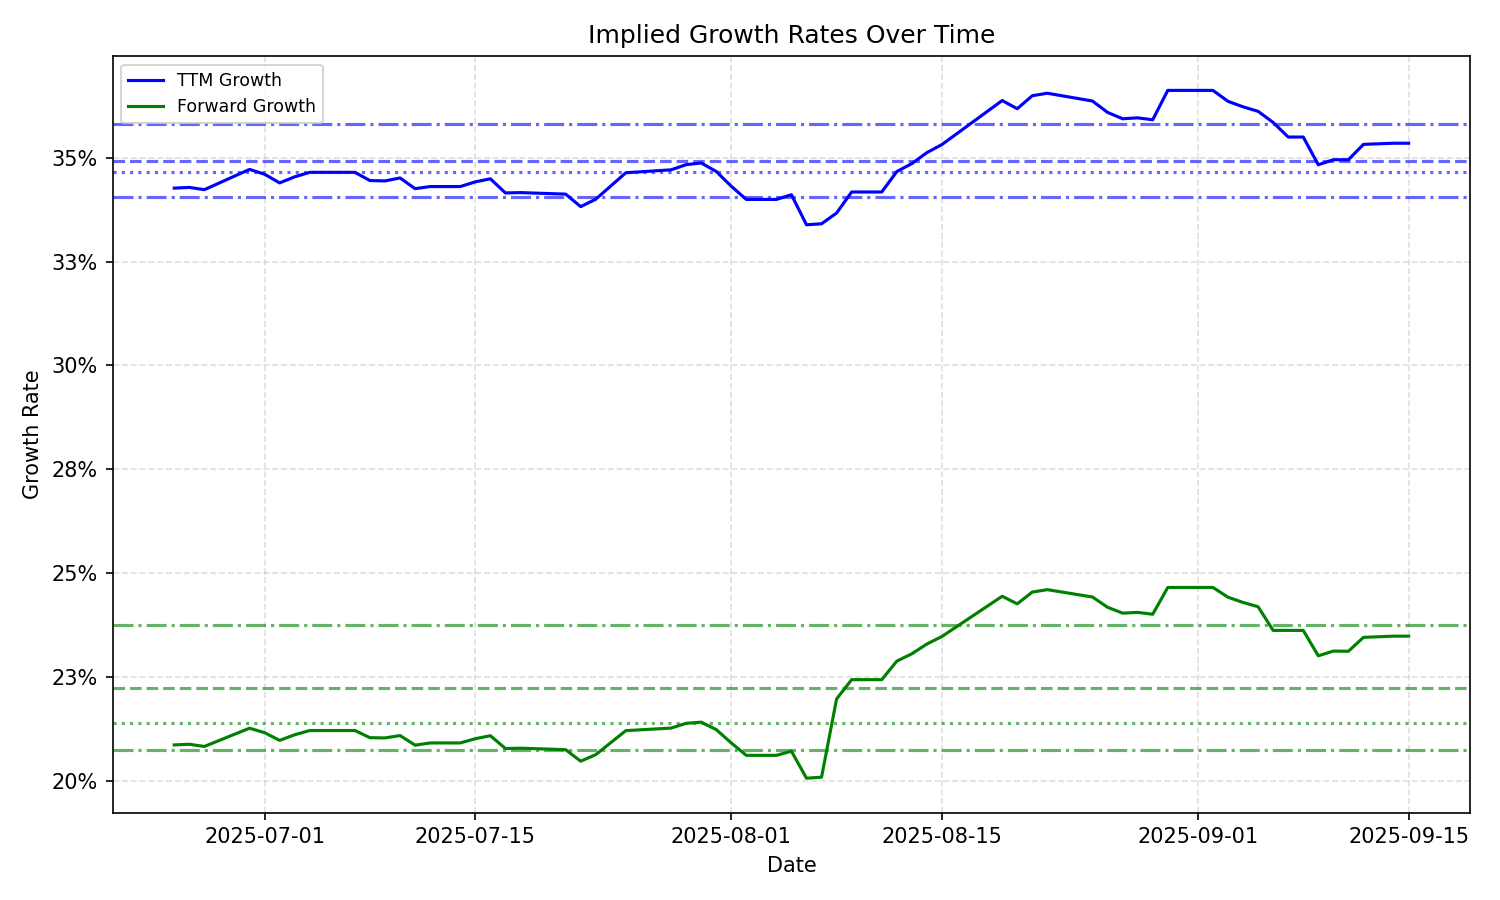 Implied Growth Rates Over Time
TTM Growth
Forward Growth
35%
33%
30%
28%
25%
23%
20%
Growth Rate
2025-07-01
2025-07-15
2025-08-01
2025-08-15
2025-09-01
2025-09-15
Date